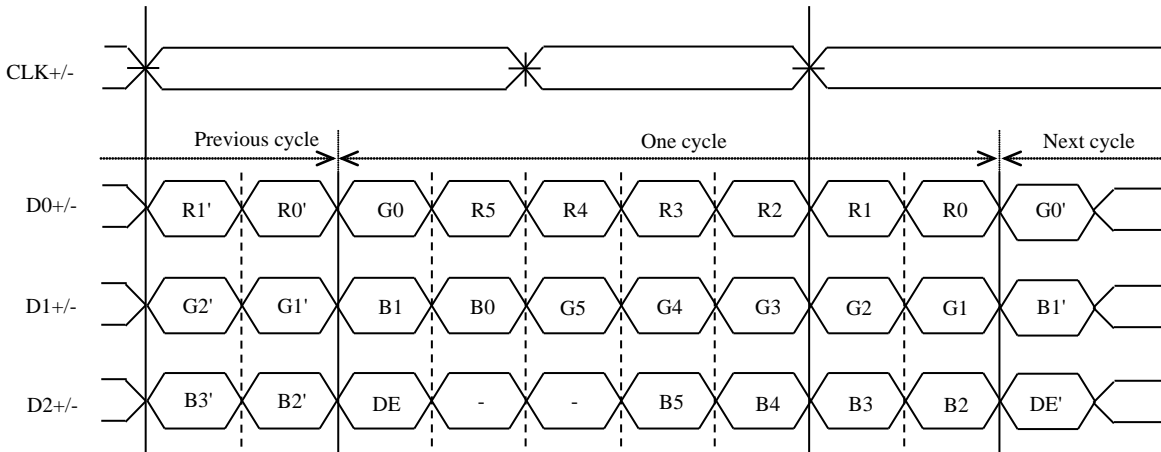 CLK+/-
Previous cycle One cycle Next cycle
D0+/- R1' R0' G0 R5 R4 R3 R2 R1 R0 G0'
D1+/- G2' G1' B1 B0 G5 G4 G3 G2 G1 B1'
D2+/- B3' B2' DE - - B5 B4 B3 B2 DE'